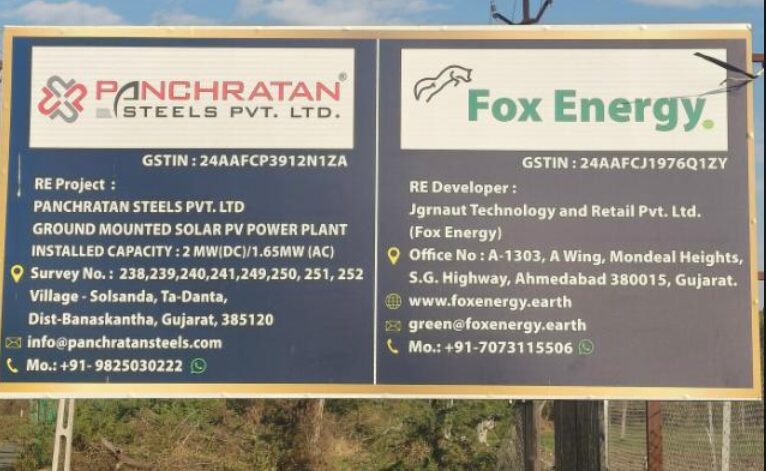 PANCHRATAN®
STEELS PVT. LTD.
GSTIN : 24AAFCP3912N1ZA
RE Project :
PANCHRATAN STEELS PVT. LTD
GROUND MOUNTED SOLAR PV POWER PLANT
INSTALLED CAPACITY : 2 MW(DC)/1.65MW (AC)
Survey No. : 238,239,240,241,249,250, 251, 252
Village - Solsanda, Ta-Danta,
Dist-Banaskantha, Gujarat, 385120
info@panchratansteels.com
Mo.: +91- 9825030222
Fox Energy.
GSTIN : 24AAFCJ1976Q1ZY
RE Developer :
Jgrnaut Technology and Retail Pvt. Ltd.
(Fox Energy)
Office No : A-1303, A Wing, Mondeal Heights,
S.G. Highway, Ahmedabad 380015, Gujarat.
www.foxenergy.earth
green@foxenergy.earth
Mo.: +91-7073115506